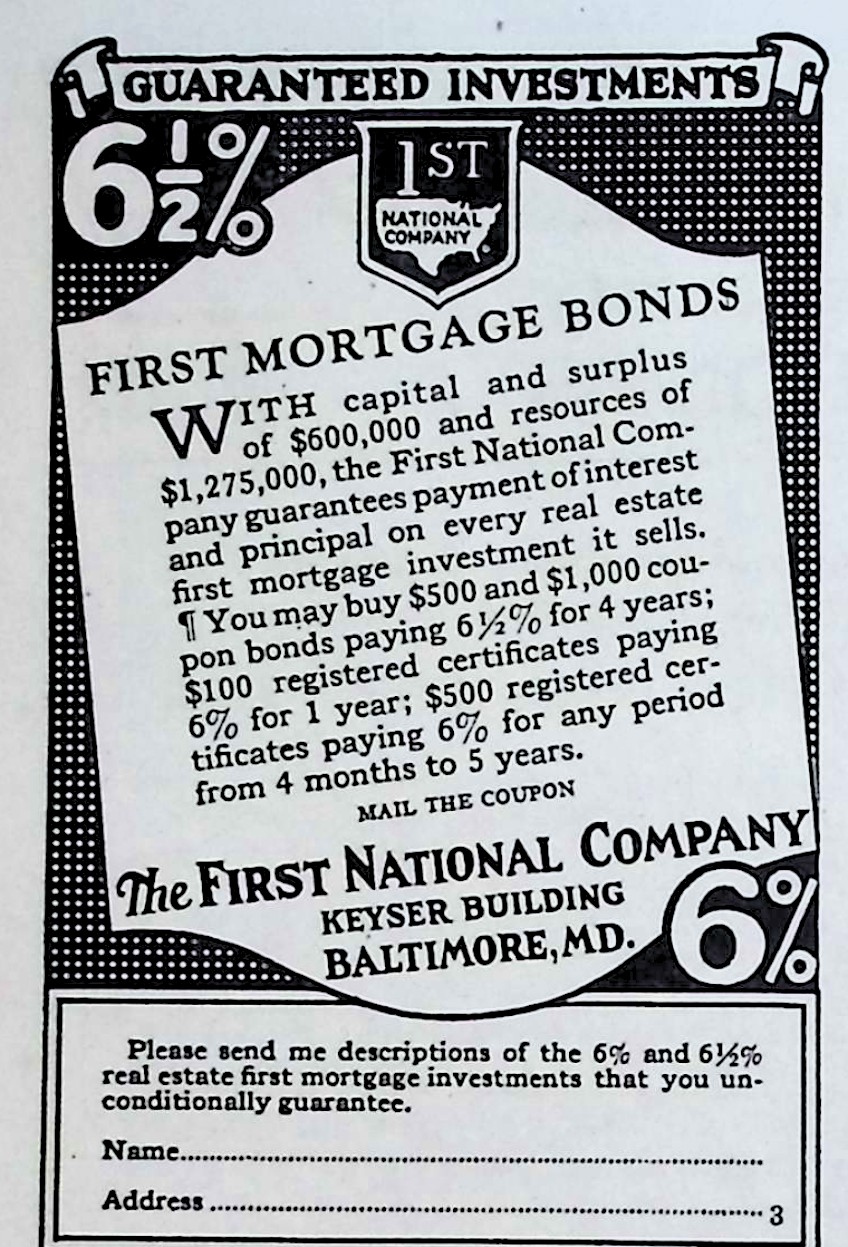 GUARANTEED INVESTMENTS
6½%
1ST
NATIONAL
COMPANY
FIRST MORTGAGE BONDS
WITH capital and surplus
of $600,000 and resources of
$1,275,000, the First National Com-
pany guarantees payment of interest
and principal on every real estate
first mortgage investment it sells.
¶ You may buy $500 and $1,000 cou-
pon bonds paying 6½% for 4 years;
$100 registered certificates paying
6% for 1 year; $500 registered cer-
tificates paying 6% for any period
from 4 months to 5 years.
MAIL THE COUPON
The FIRST NATIONAL COMPANY
KEYSER BUILDING
BALTIMORE, MD.
6%
Please send me descriptions of the 6% and 6½%
real estate first mortgage investments that you un-
conditionally guarantee.
Name..............................
Address.............................. 3